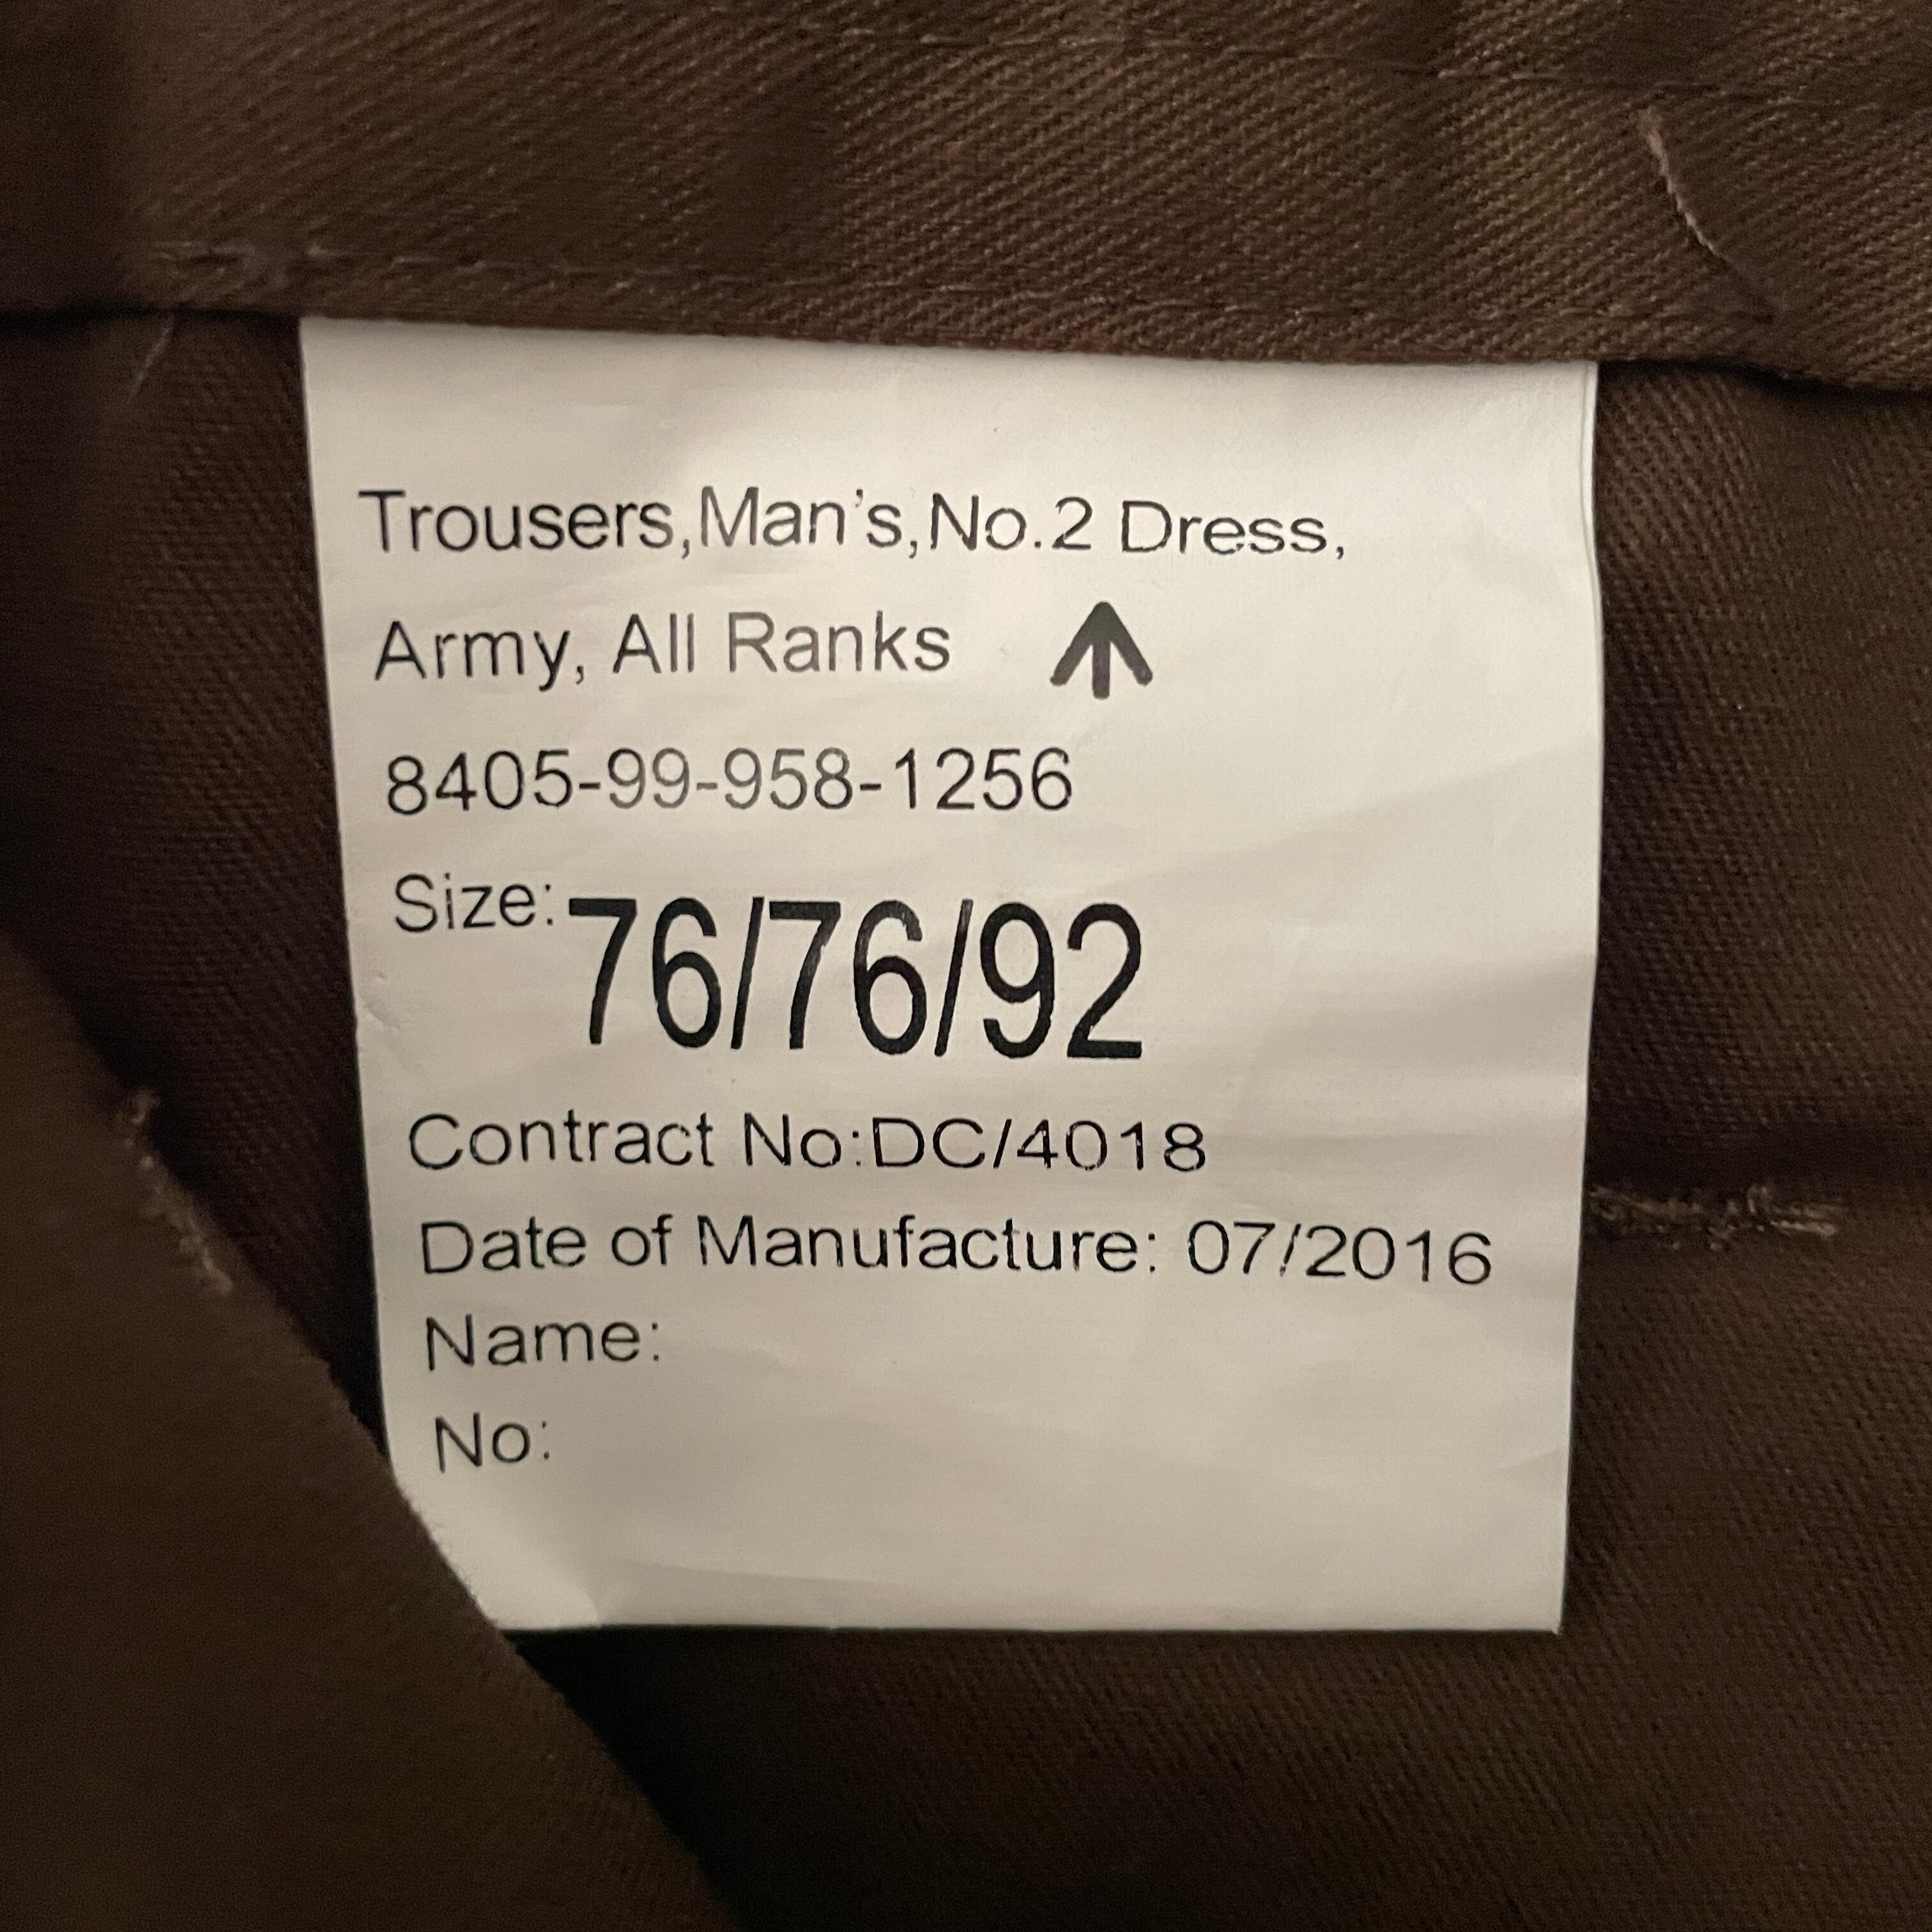 Trousers,Man's,No.2 Dress,
Army, All Ranks
8405-99-958-1256
Size: 76/76/92
Contract No:DC/4018
Date of Manufacture: 07/2016
Name:
No: